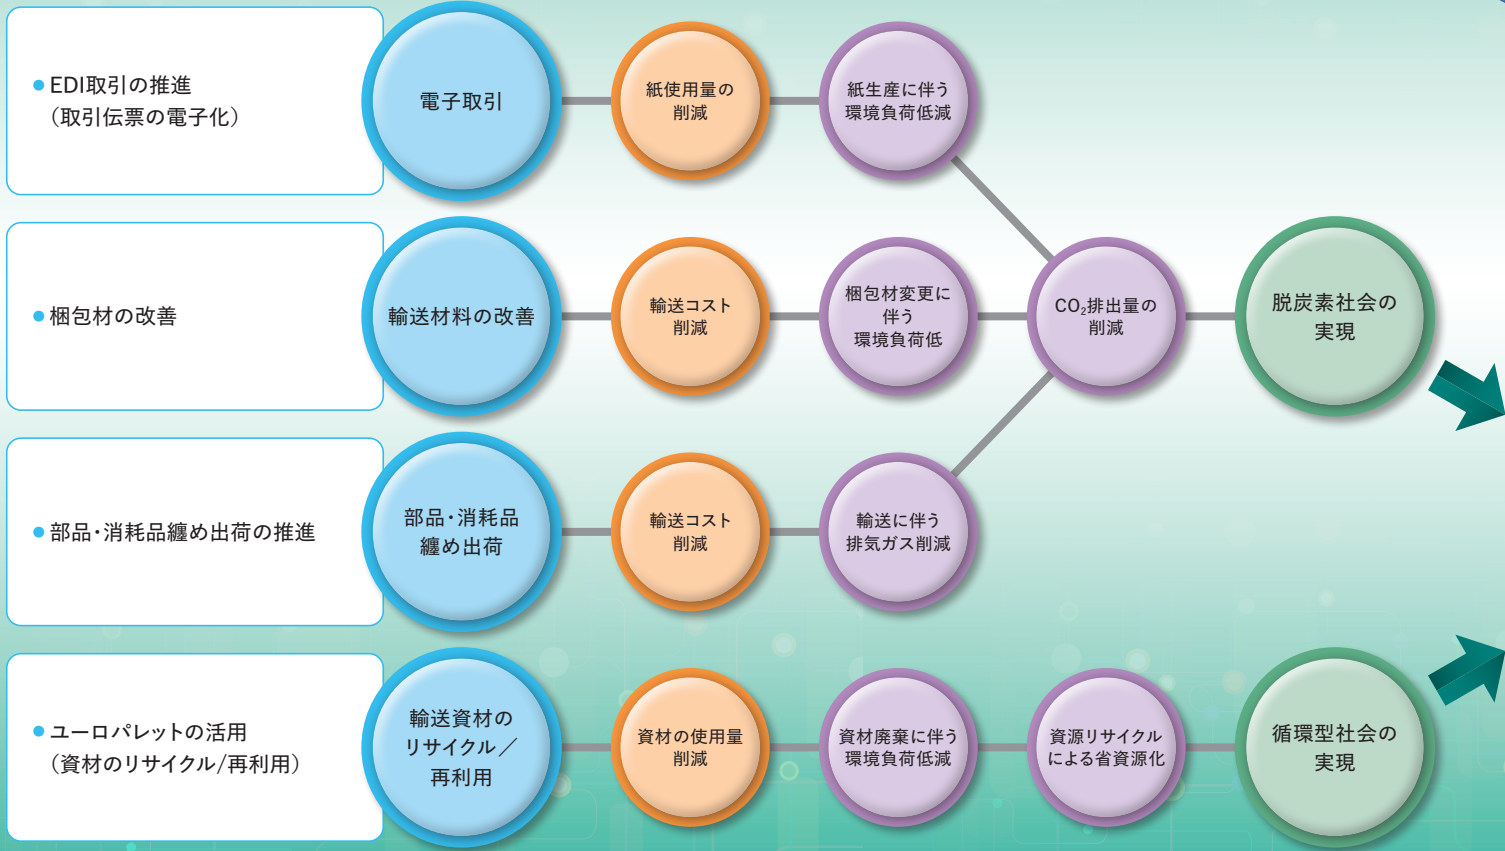 • EDI取引の推進
（取引伝票の電子化）
電子取引
紙使用量の
削減
紙生産に伴う
環境負荷低減
• 梱包材の改善
輸送材料の改善
輸送コスト
削減
梱包材変更に
伴う
環境負荷低
CO₂排出量の
削減
脱炭素社会の
実現
• 部品・消耗品纏め出荷の推進
部品・消耗品
纏め出荷
輸送コスト
削減
輸送に伴う
排気ガス削減
• ユーロパレットの活用
（資材のリサイクル/再利用）
輸送資材の
リサイクル／
再利用
資材の使用量
削減
資材廃棄に伴う
環境負荷低減
資源リサイクル
による省資源化
循環型社会の
実現